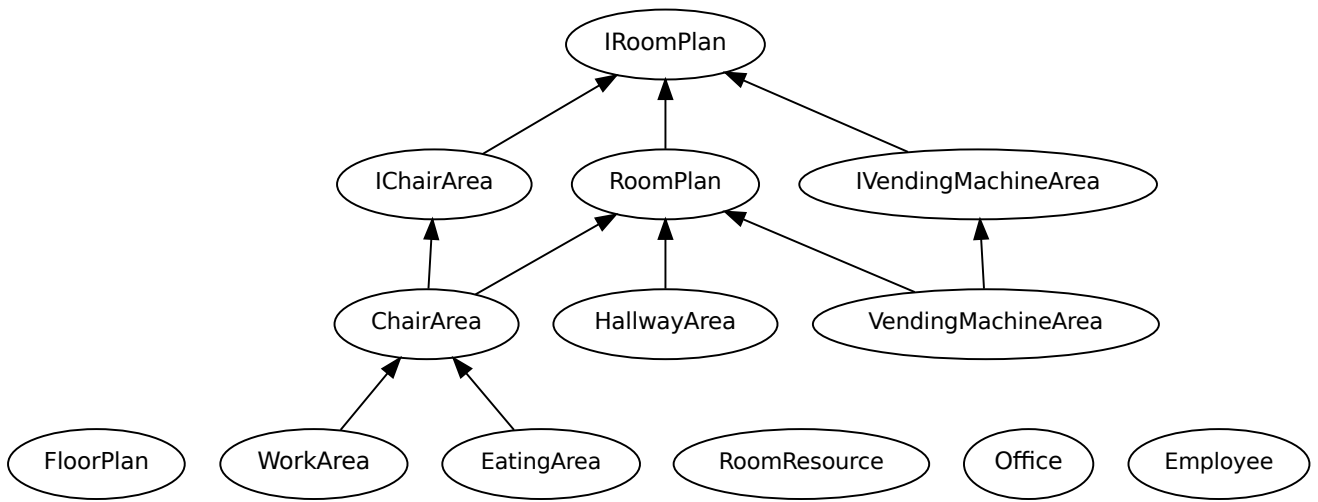 IRoomPlan
IChairArea
RoomPlan
IVendingMachineArea
ChairArea
HallwayArea
VendingMachineArea
FloorPlan
WorkArea
EatingArea
RoomResource
Office
Employee